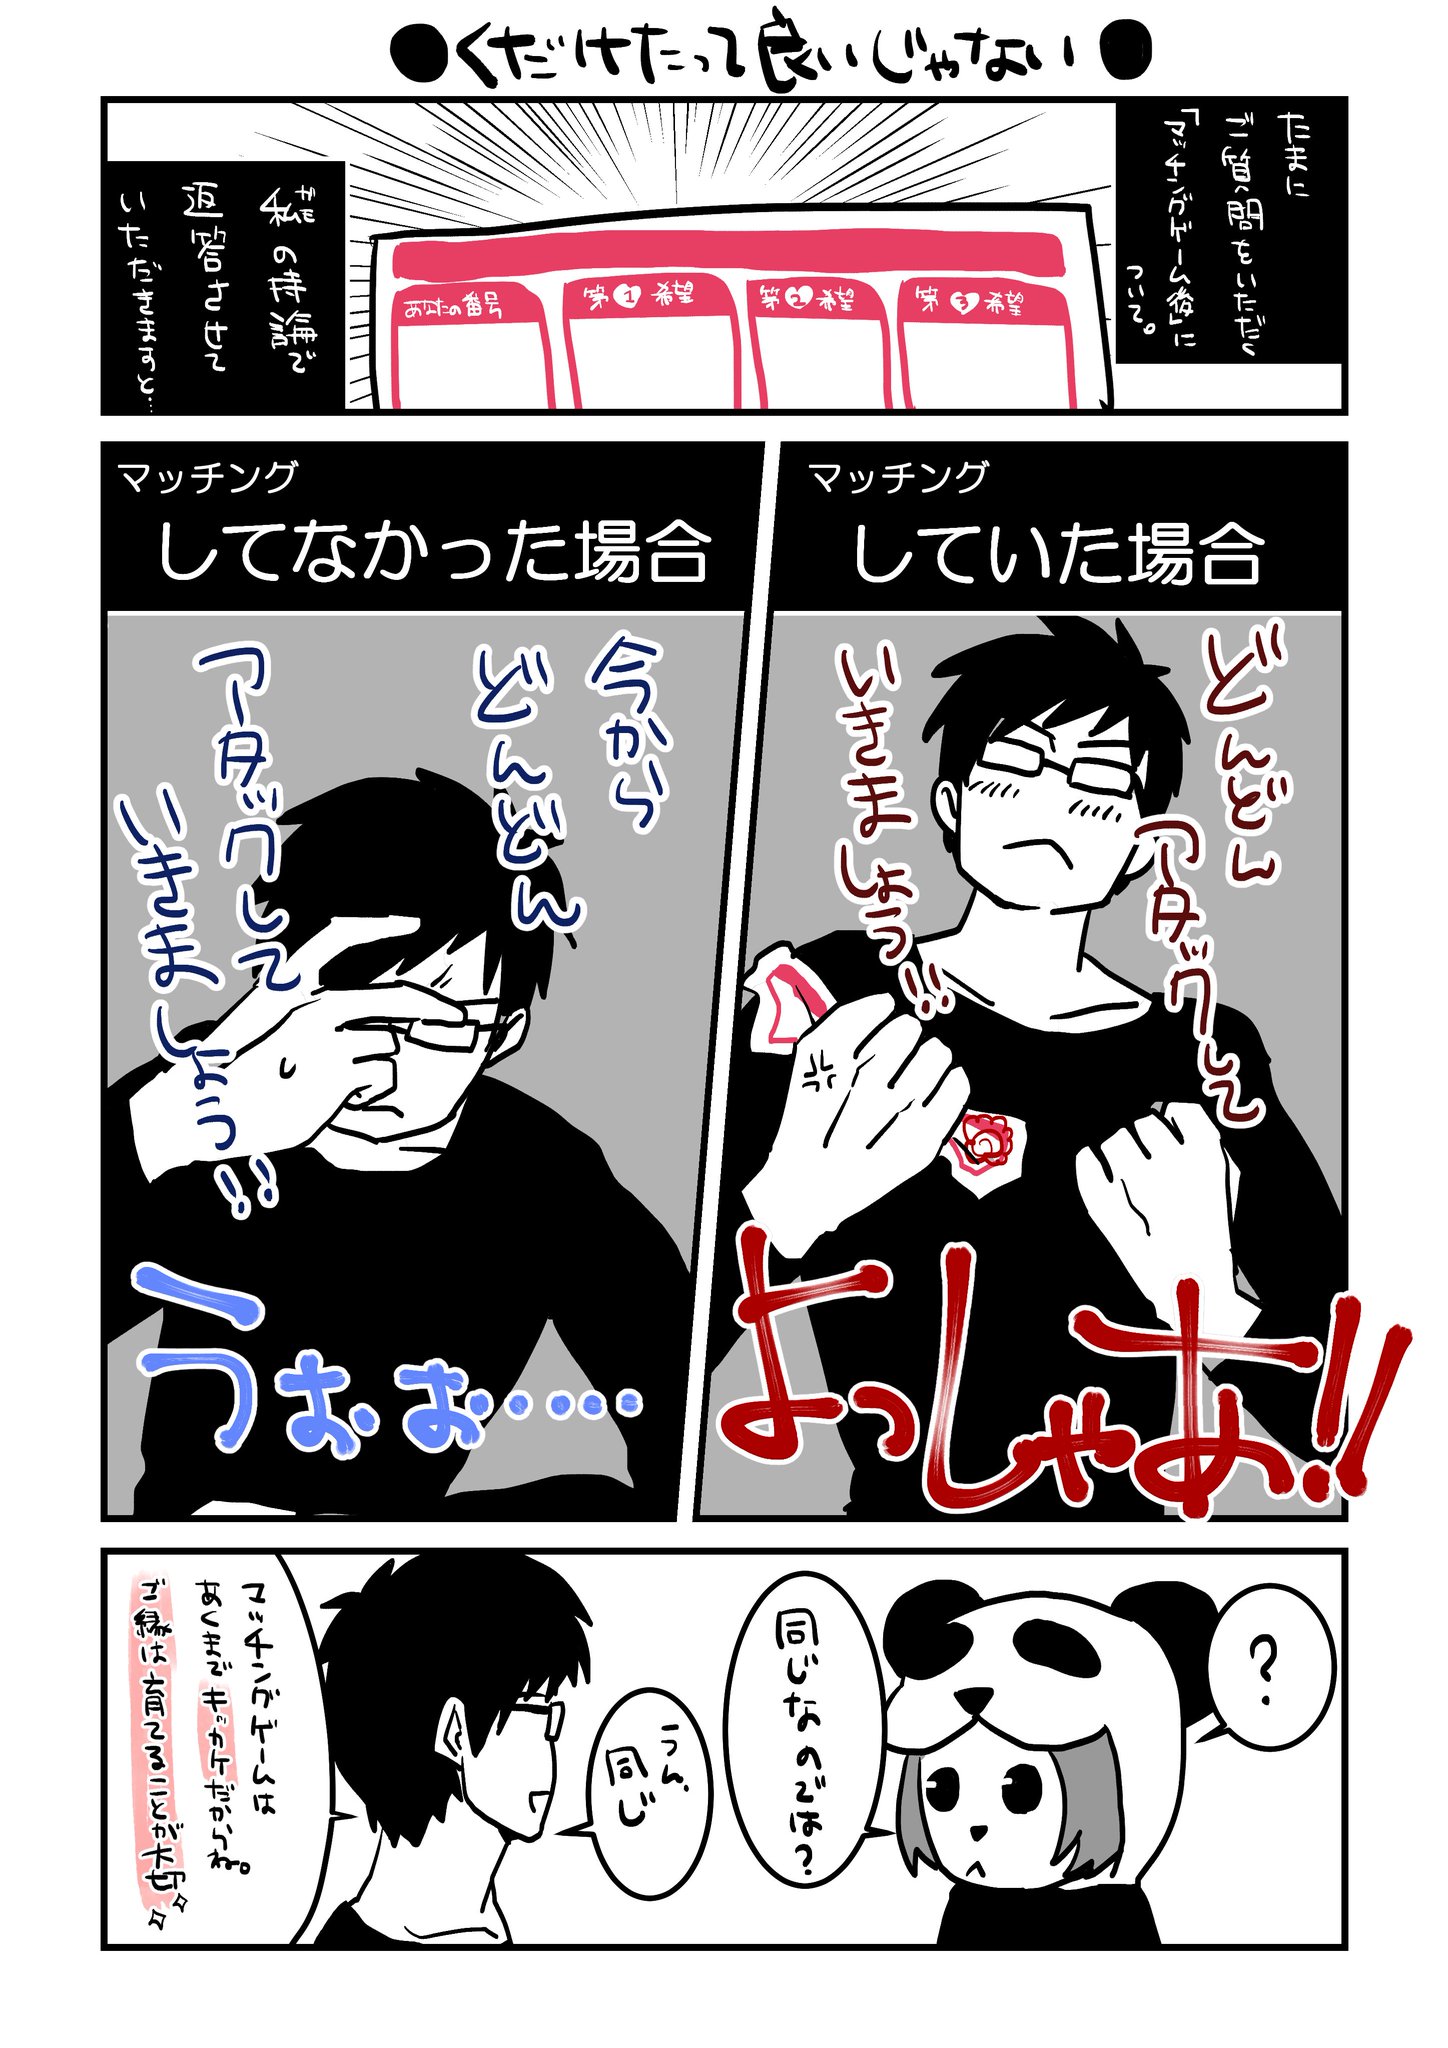 ●くだけたって良いじゃない●
たまに
ご質問をいただく
「マッチングゲーム後」に
ついて。
あなたの番号
第1希望
第2希望
第3希望
私の持論で
返答させて
いただきますと…
マッチング
していた場合
どんどん
アタックして
いきましょう!!
よっしゃあ!!
マッチング
してなかった場合
今から
どんどん
アタックして
いきましょう!!
うぉぉ……
?
同じなのでは?
うん、
同じ
マッチングゲームは
あくまでキッカケだからね。
ご縁は育てることが大切